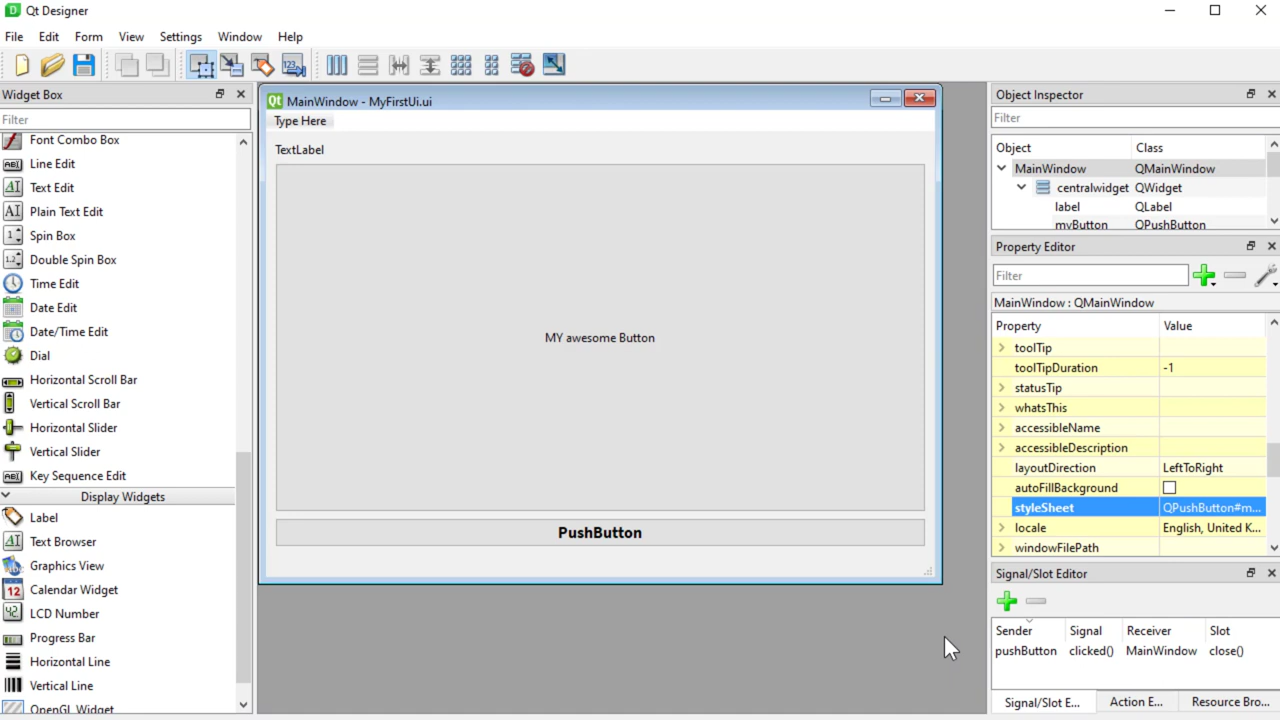 Qt Designer
File Edit Form View Settings Window Help
Widget Box
Filter
Font Combo Box
Line Edit
Text Edit
Plain Text Edit
Spin Box
Double Spin Box
Time Edit
Date Edit
Date/Time Edit
Dial
Horizontal Scroll Bar
Vertical Scroll Bar
Horizontal Slider
Vertical Slider
Key Sequence Edit
Display Widgets
Label
Text Browser
Graphics View
Calendar Widget
LCD Number
Progress Bar
Horizontal Line
Vertical Line
OpenGL Widget
MainWindow - MyFirstUi.ui
Type Here
TextLabel
MY awesome Button
PushButton
Object Inspector
Filter
Object Class
MainWindow QMainWindow
centralwidget QWidget
label QLabel
myButton QPushButton
Property Editor
Filter
MainWindow : QMainWindow
Property Value
toolTip
toolTipDuration -1
statusTip
whatsThis
accessibleName
accessibleDescription
layoutDirection LeftToRight
autoFillBackground
styleSheet QPushButton#m...
locale English, United K...
windowFilePath
Signal/Slot Editor
Sender Signal Receiver Slot
pushButton clicked() MainWindow close()
Signal/Slot E... Action E... Resource Bro...